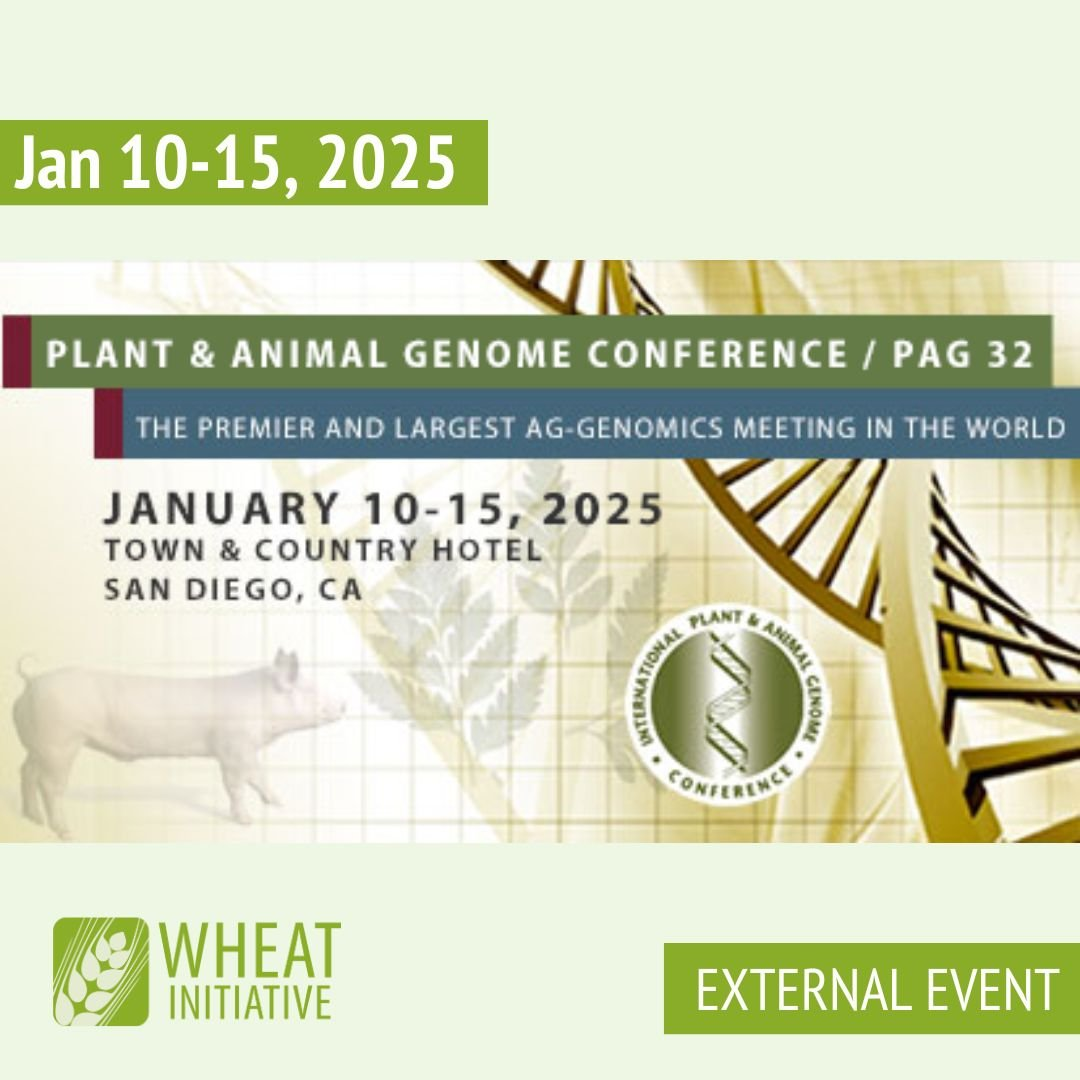 Jan 10-15, 2025
PLANT & ANIMAL GENOME CONFERENCE / PAG 32
THE PREMIER AND LARGEST AG-GENOMICS MEETING IN THE WORLD
JANUARY 10-15, 2025
TOWN & COUNTRY HOTEL
SAN DIEGO, CA
INTERNATIONAL PLANT & ANIMAL GENOME
• CONFERENCE •
WHEAT
INITIATIVE
EXTERNAL EVENT